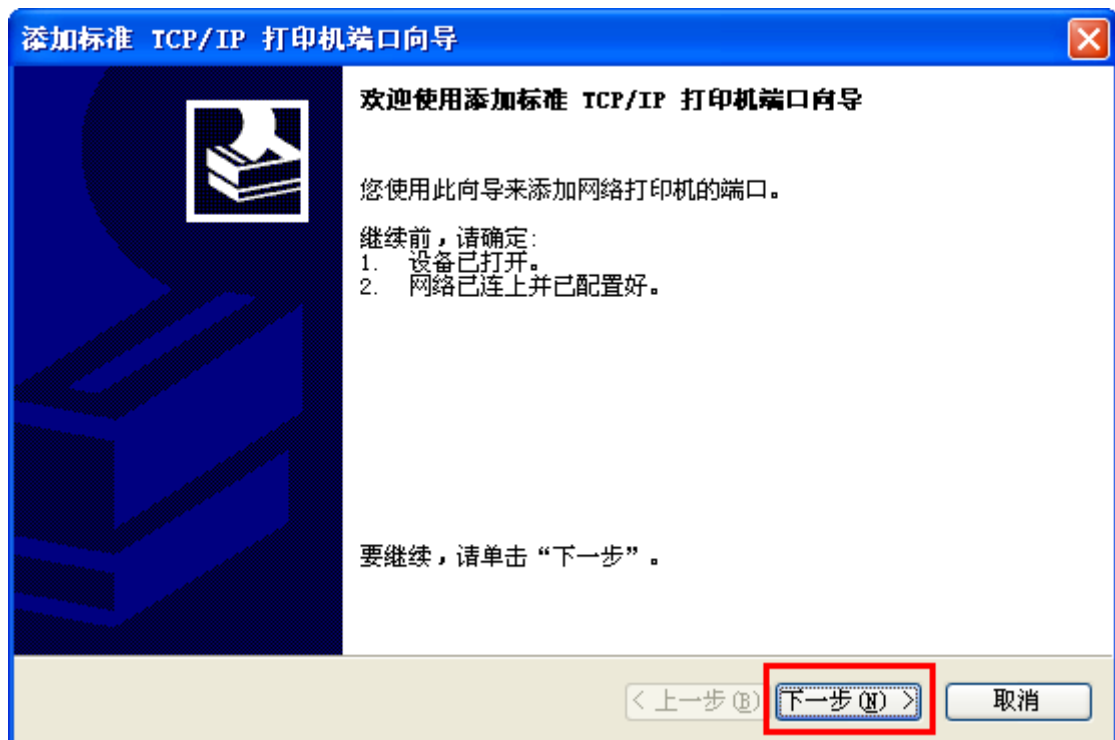 添加标准 TCP/IP 打印机端口向导
欢迎使用添加标准 TCP/IP 打印机端口向导
您使用此向导来添加网络打印机的端口。
继续前，请确定:
1. 设备已打开。
2. 网络已连上并已配置好。
要继续，请单击“下一步”。
< 上一步(B) 下一步(N) > 取消